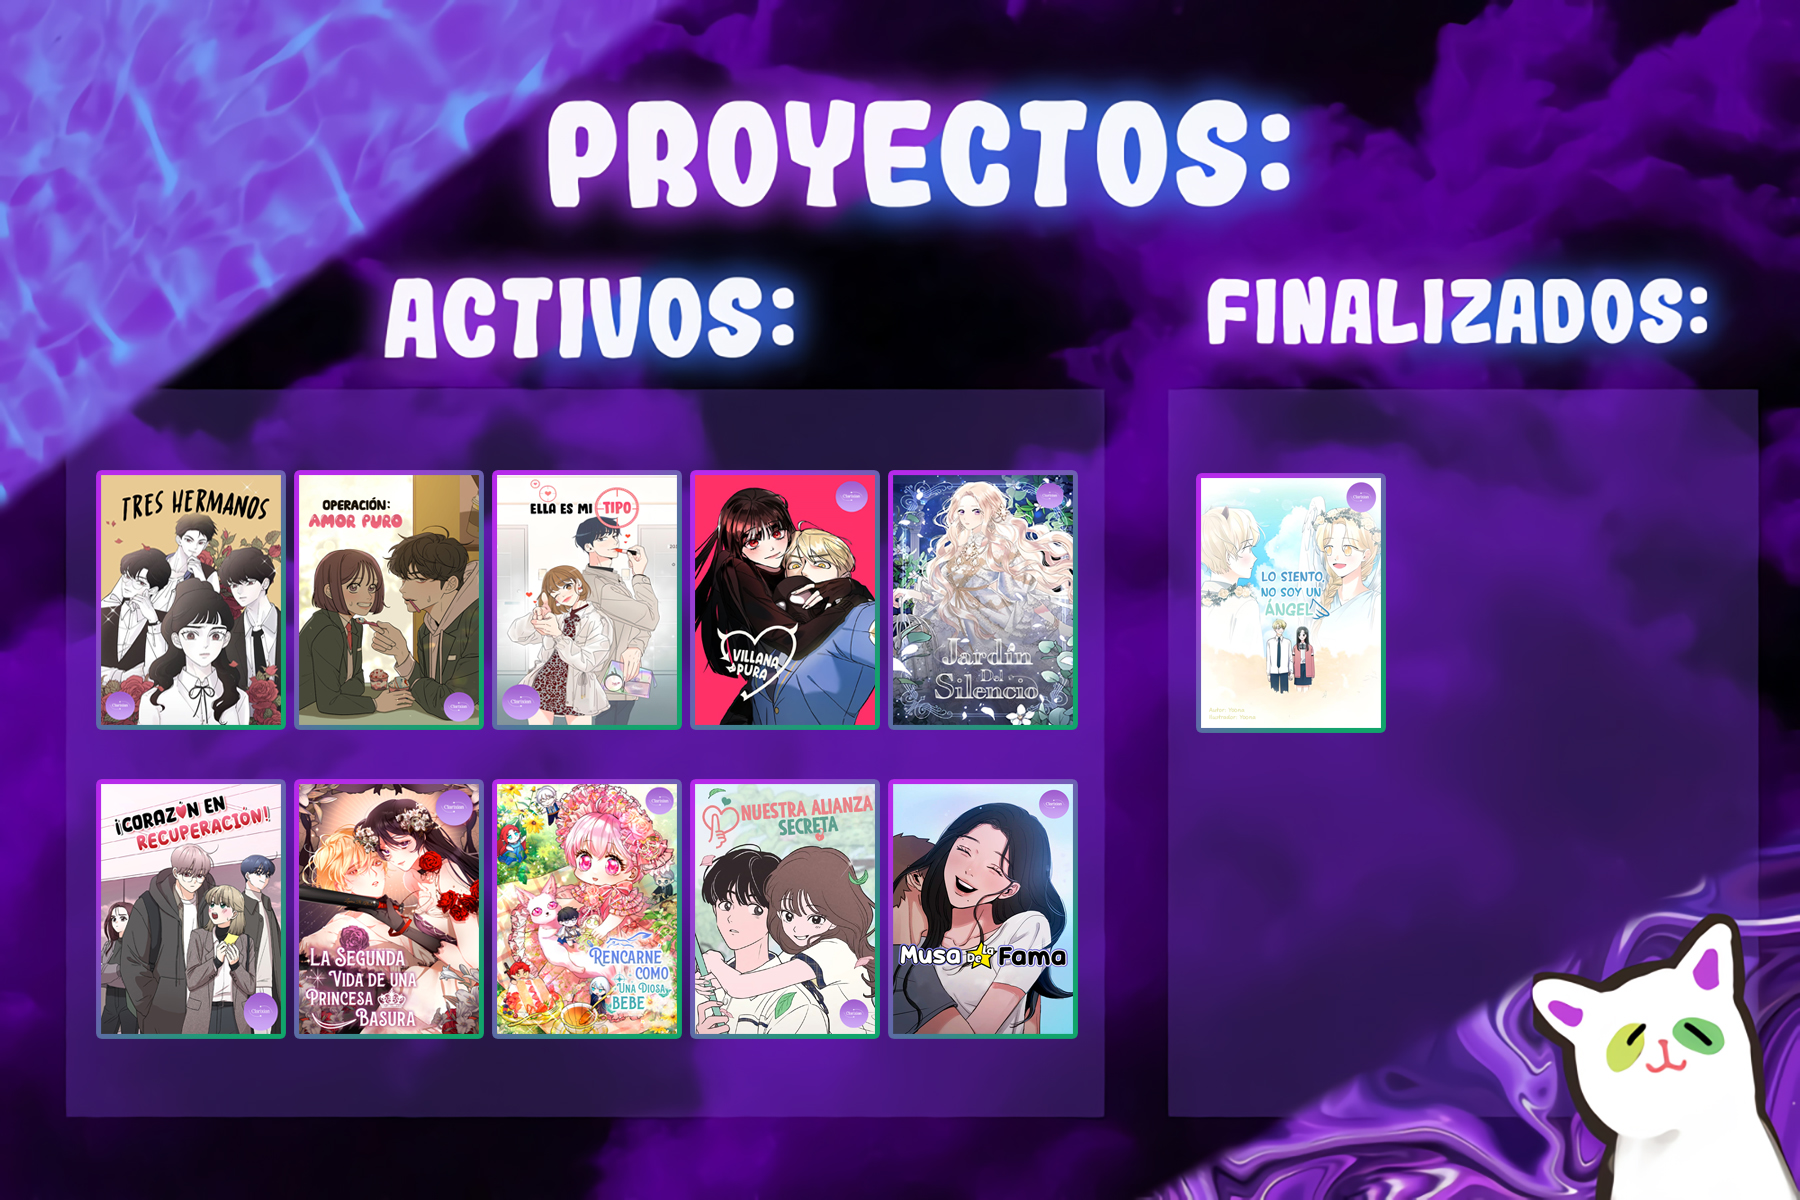 PROYECTOS:
ACTIVOS:
FINALIZADOS:
TRES HERMANOS
OPERACIÓN:
AMOR PURO
ELLA ES MI TIPO
VILLANA
PURA
Jardín
Del
Silencio
LO SIENTO,
NO SOY UN
ÁNGEL
¡CORAZÓN EN
RECUPERACIÓN!
LA SEGUNDA
VIDA DE UNA
PRINCESA
BASURA
RENCARNE
COMO
UNA DIOSA
BEBE
NUESTRA ALIANZA
SECRETA
Musa De La Fama